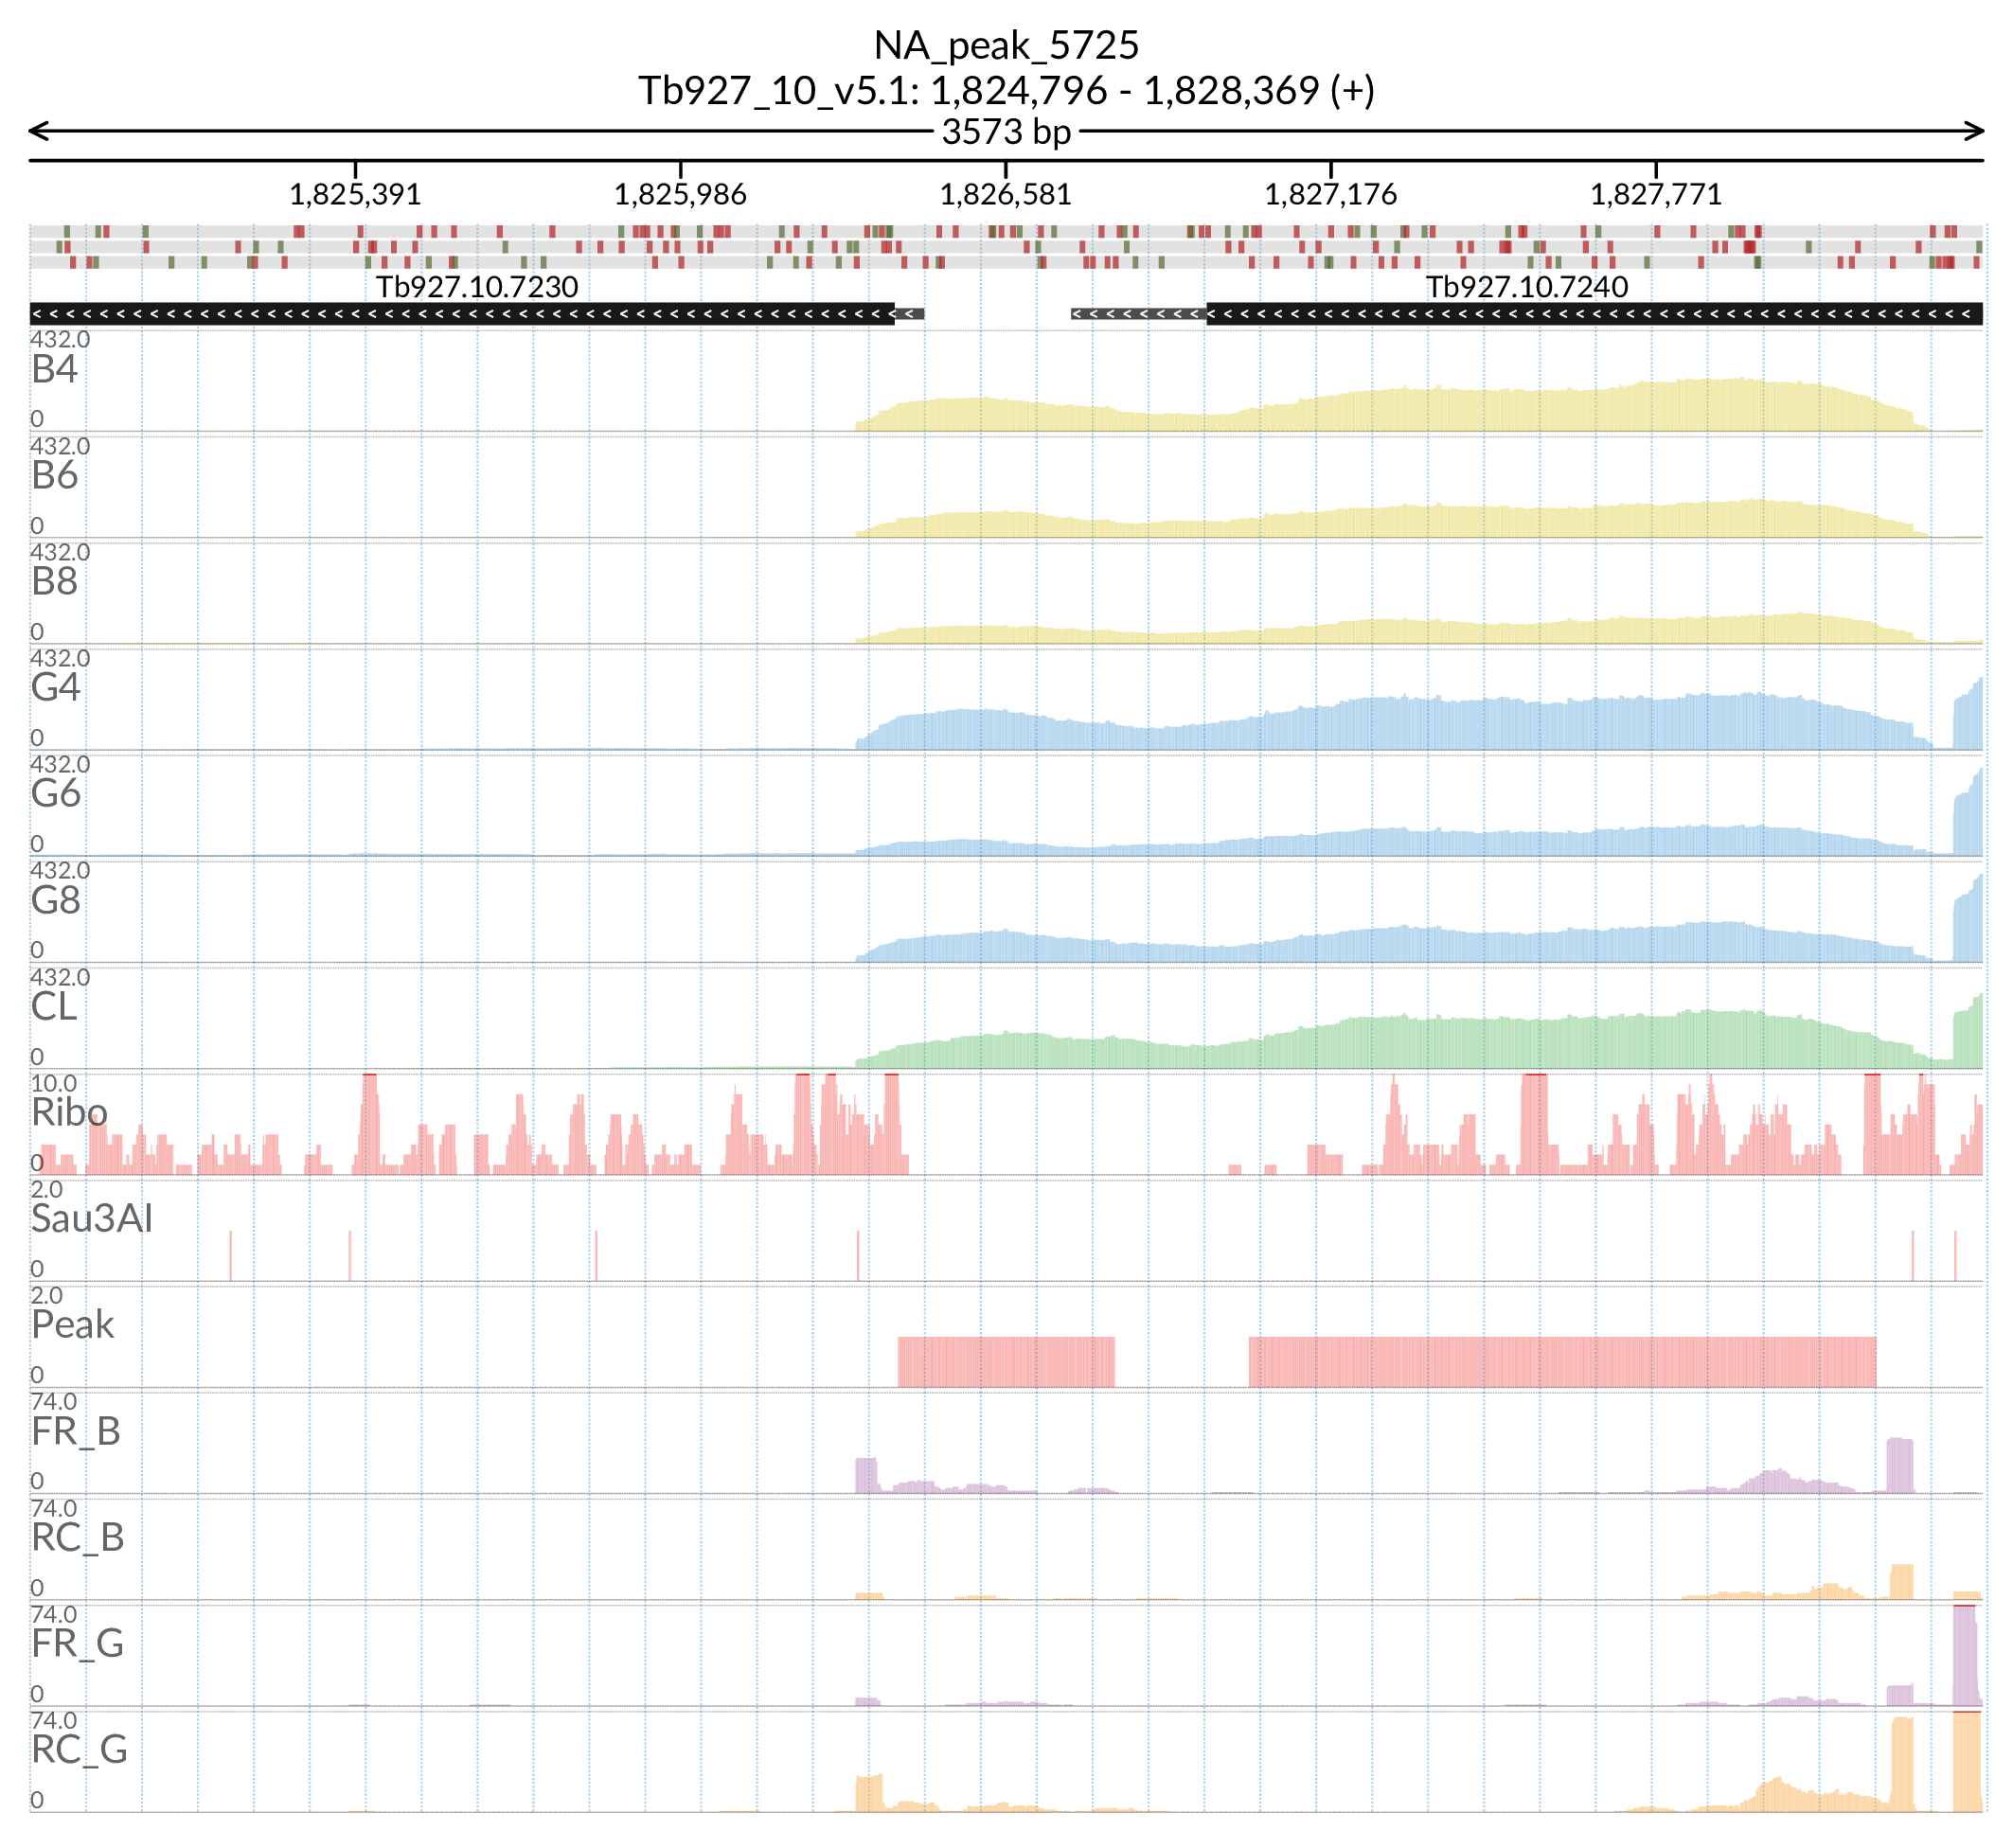 NA_peak_5725
Tb927_10_v5.1: 1,824,796 - 1,828,369 (+)
3573 bp
1,825,391 1,825,986 1,826,581 1,827,176 1,827,771
Tb927.10.7230 Tb927.10.7240
432.0
B4
0
432.0
B6
0
432.0
B8
0
432.0
G4
0
432.0
G6
0
432.0
G8
0
432.0
CL
0
10.0
Ribo
0
2.0
Sau3AI
0
2.0
Peak
0
74.0
FR_B
0
74.0
RC_B
0
74.0
FR_G
0
74.0
RC_G
0